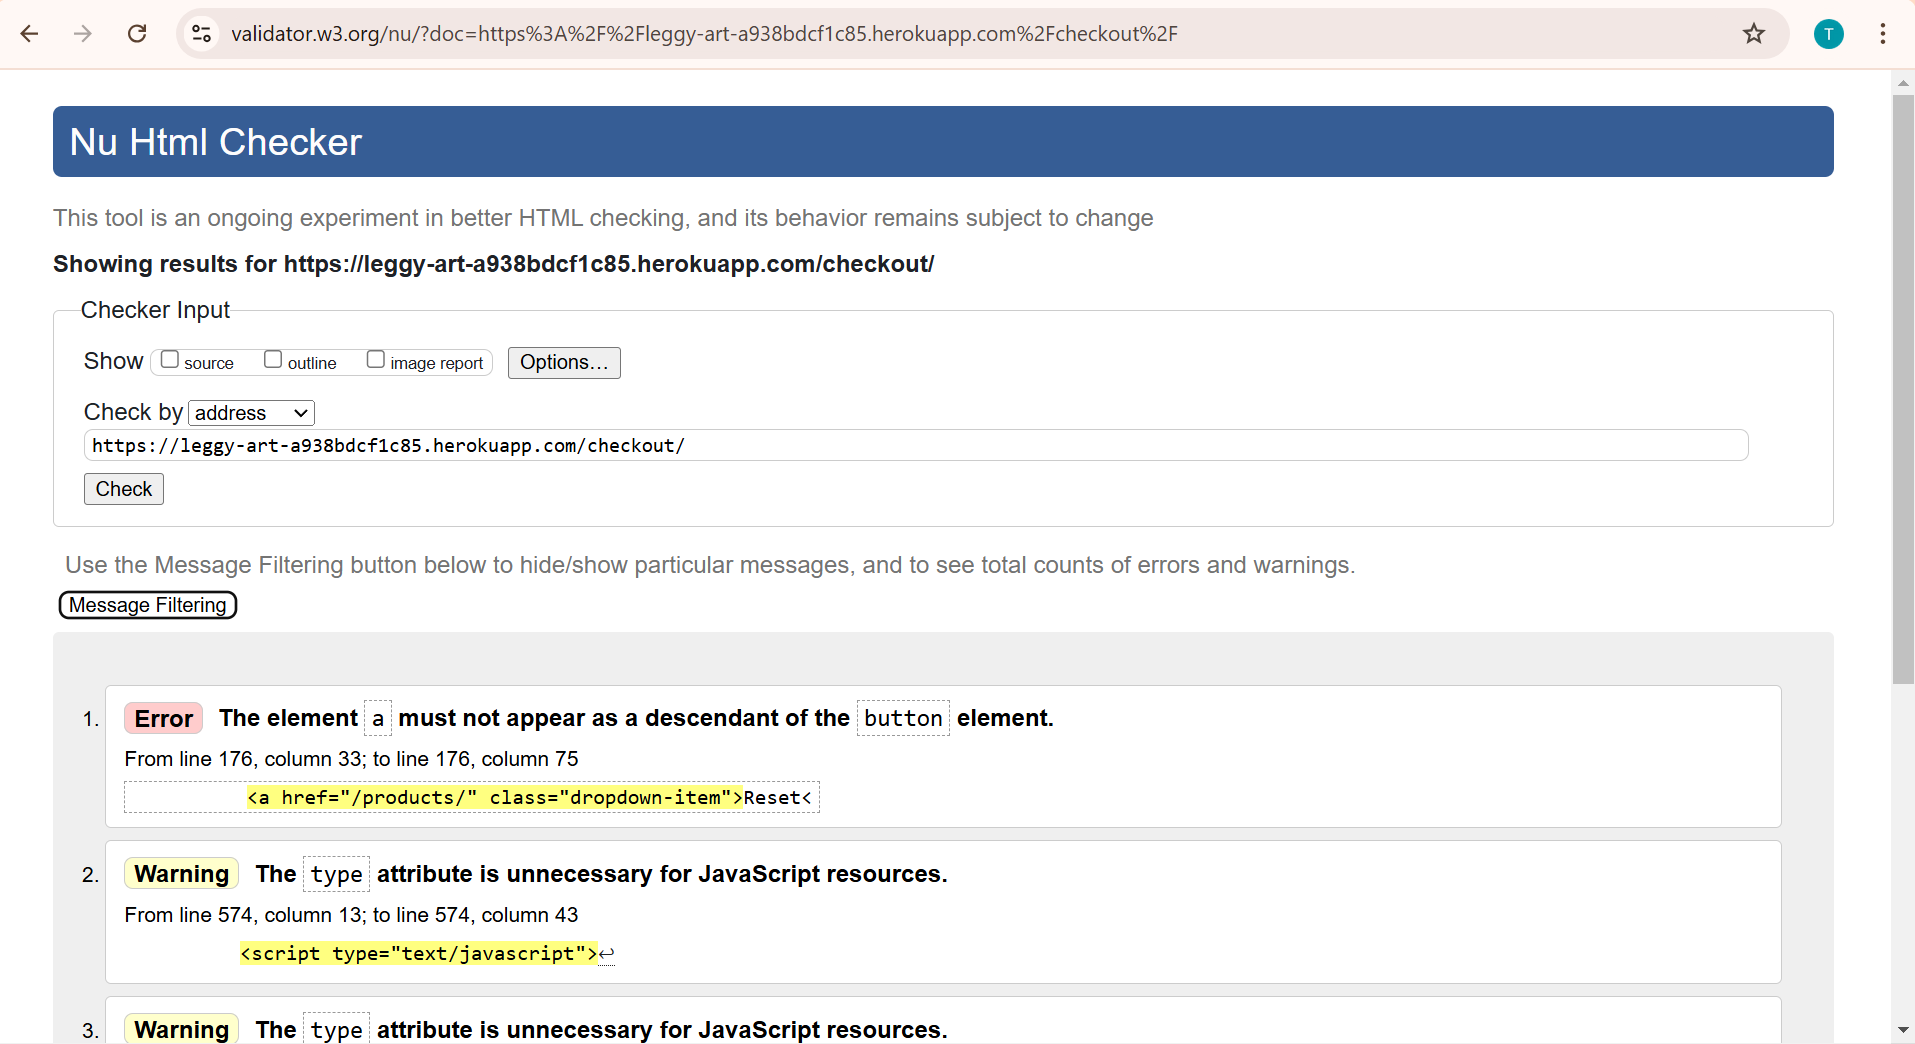 validator.w3.org/nu/?doc=https%3A%2F%2Fleggy-art-a938bdcf1c85.herokuapp.com%2Fcheckout%2F
T
Nu Html Checker
This tool is an ongoing experiment in better HTML checking, and its behavior remains subject to change
Showing results for https://leggy-art-a938bdcf1c85.herokuapp.com/checkout/
Checker Input
Show source outline image report Options...
Check by address
https://leggy-art-a938bdcf1c85.herokuapp.com/checkout/
Check
Use the Message Filtering button below to hide/show particular messages, and to see total counts of errors and warnings.
Message Filtering
1. Error The element a must not appear as a descendant of the button element.
From line 176, column 33; to line 176, column 75
<a href="/products/" class="dropdown-item">Reset<
2. Warning The type attribute is unnecessary for JavaScript resources.
From line 574, column 13; to line 574, column 43
<script type="text/javascript">↩
3. Warning The type attribute is unnecessary for JavaScript resources.